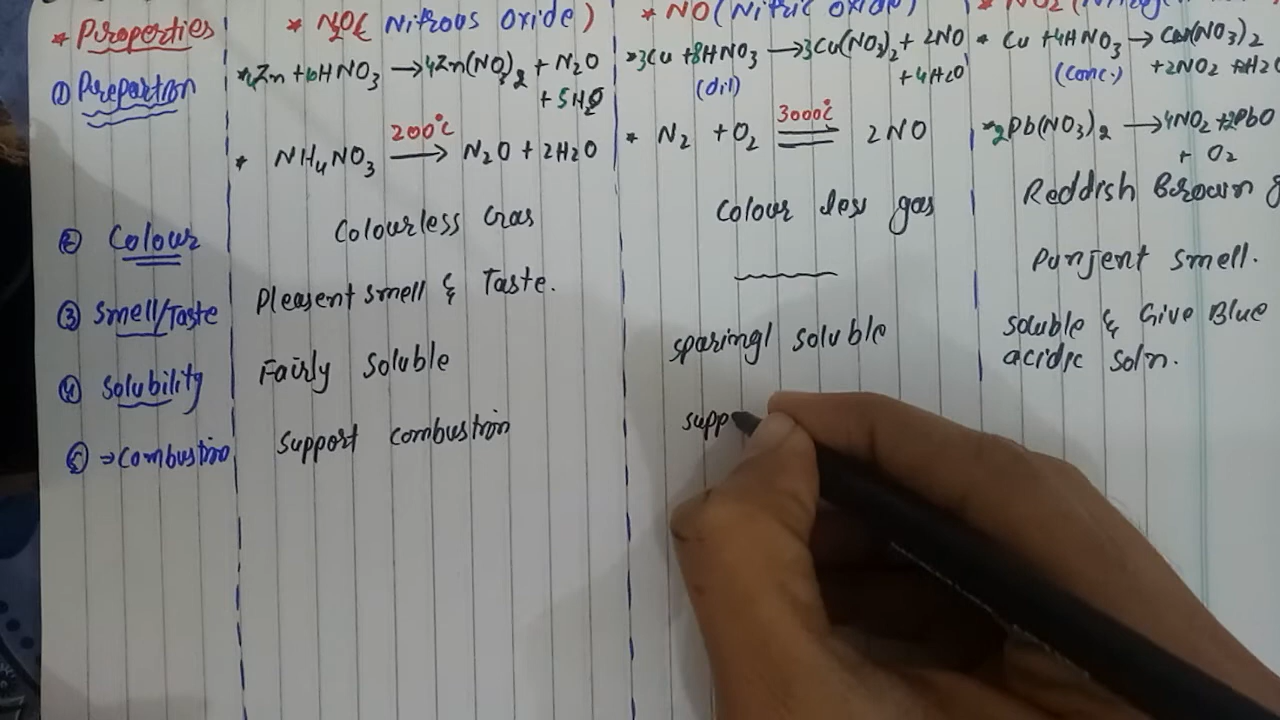 * Properties
* N2O( Nitroos Oxide)
* NO(Nitric Oxide)
* NO2(
① Prepartion
* 4Zn + 10HNO3 → 4Zn(NO3)2 + N2O
+ 5H2O
* NH4NO3 200°C → N2O + 2H2O
* 3Cu + 8HNO3 → 3Cu(NO3)2 + 2NO
(dil) + 4H2O
* N2 + O2 3000°C ⇌ 2NO
* Cu + 4HNO3 → Cu(NO3)2
(Conc.) + 2NO2 + 2H2O
* 2Pb(NO3)2 → 4NO2 + 2PbO
+ O2
② Colour
Colourless Gas
Colour less gas
Reddish Brown g
③ Smell/Taste
Pleasent smell & Taste.
Punjent smell.
④ Solubility
Fairly Soluble
Sparingl soluble
Soluble & Give Blue
acidic Soln.
⑤ → Combustion
Support combustion
supp